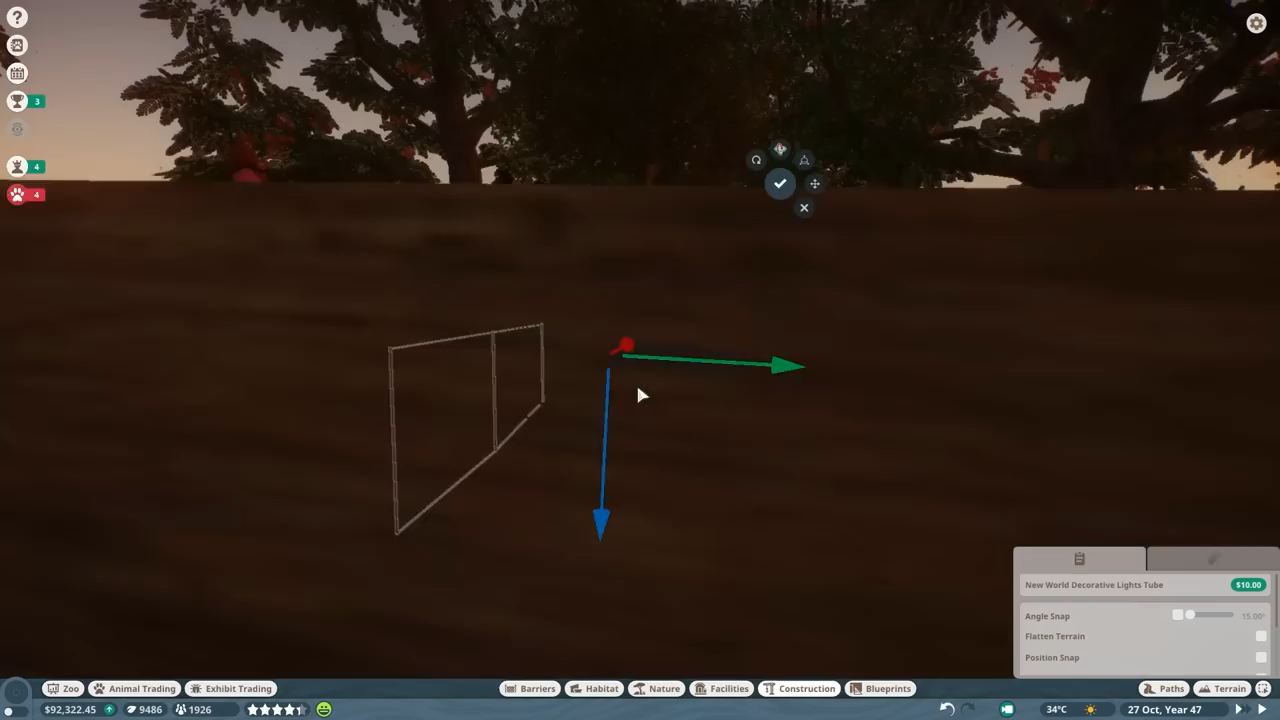 3
4
4
New World Decorative Lights Tube $10.00
Angle Snap 15.00°
Flatten Terrain
Position Snap
Zoo Animal Trading Exhibit Trading Barriers Habitat Nature Facilities Construction Blueprints Paths Terrain
$92,322.45 9486 1926 34°C 27 Oct, Year 47